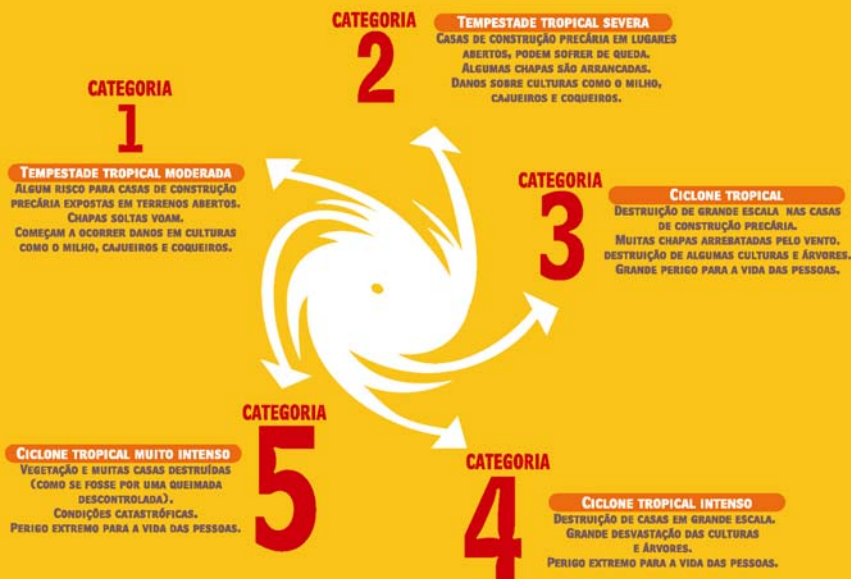 CATEGORIA
1
TEMPESTADE TROPICAL MODERADA
ALGUM RISCO PARA CASAS DE CONSTRUÇÃO
PRECÁRIA EXPOSTAS EM TERRENOS ABERTOS.
CHAPAS SOLTAS VOAM.
COMEÇAM A OCORRER DANOS EM CULTURAS
COMO O MILHO, CAJUEIROS E COQUEIROS.
CATEGORIA
2
TEMPESTADE TROPICAL SEVERA
CASAS DE CONSTRUÇÃO PRECÁRIA EM LUGARES
ABERTOS, PODEM SOFRER DE QUEDA.
ALGUMAS CHAPAS SÃO ARRANCADAS.
DANOS SOBRE CULTURAS COMO O MILHO,
CAJUEIROS E COQUEIROS.
CATEGORIA
3
CICLONE TROPICAL
DESTRUIÇÃO DE GRANDE ESCALA NAS CASAS
DE CONSTRUÇÃO PRECÁRIA.
MUITAS CHAPAS ARREBATADAS PELO VENTO.
DESTRUIÇÃO DE ALGUMAS CULTURAS E ÁRVORES.
GRANDE PERIGO PARA A VIDA DAS PESSOAS.
CATEGORIA
4
CICLONE TROPICAL INTENSO
DESTRUIÇÃO DE CASAS EM GRANDE ESCALA.
GRANDE DESVASTAÇÃO DAS CULTURAS
E ÁRVORES.
PERIGO EXTREMO PARA A VIDA DAS PESSOAS.
CATEGORIA
5
CICLONE TROPICAL MUITO INTENSO
VEGETAÇÃO E MUITAS CASAS DESTRUÍDAS
(COMO SE FOSSE POR UMA QUEIMADA
DESCONTROLADA).
CONDIÇÕES CATASTRÓFICAS.
PERIGO EXTREMO PARA A VIDA DAS PESSOAS.